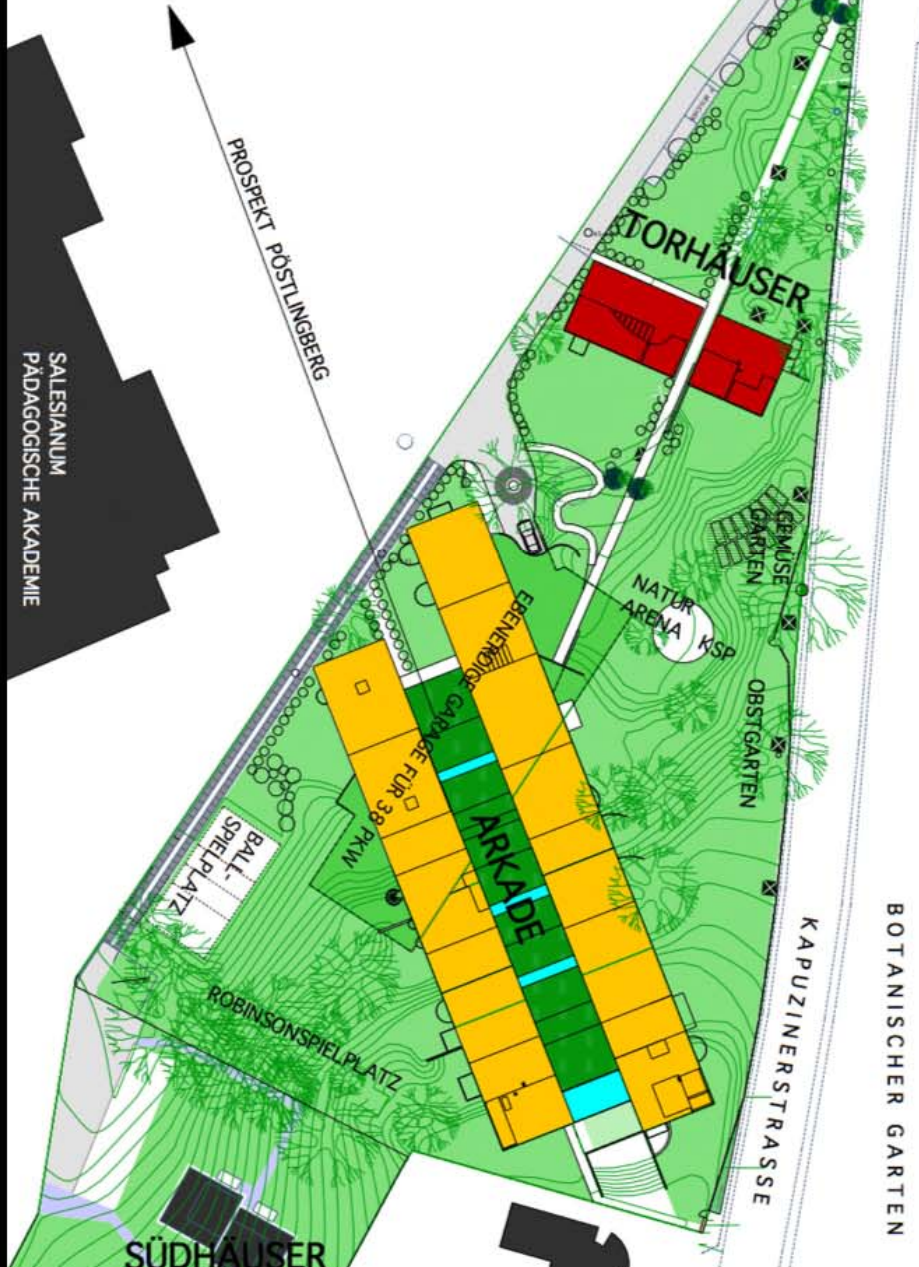 PROSPEKT PÖSTLINGBERG
TORHÄUSER
SALESIANUM
PÄDAGOGISCHE AKADEMIE
GEMÜSE
GÄRTEN
NATUR
ARENA
KSP
OBSTGARTEN
EBENERDIGE GARAGE FÜR 38 PKW
ARKADE
BALL-
SPIELPLATZ
ROBINSONSPIELPLATZ
KAPUZINERSTRASSE
BOTANISCHER GARTEN
SÜDHÄUSER